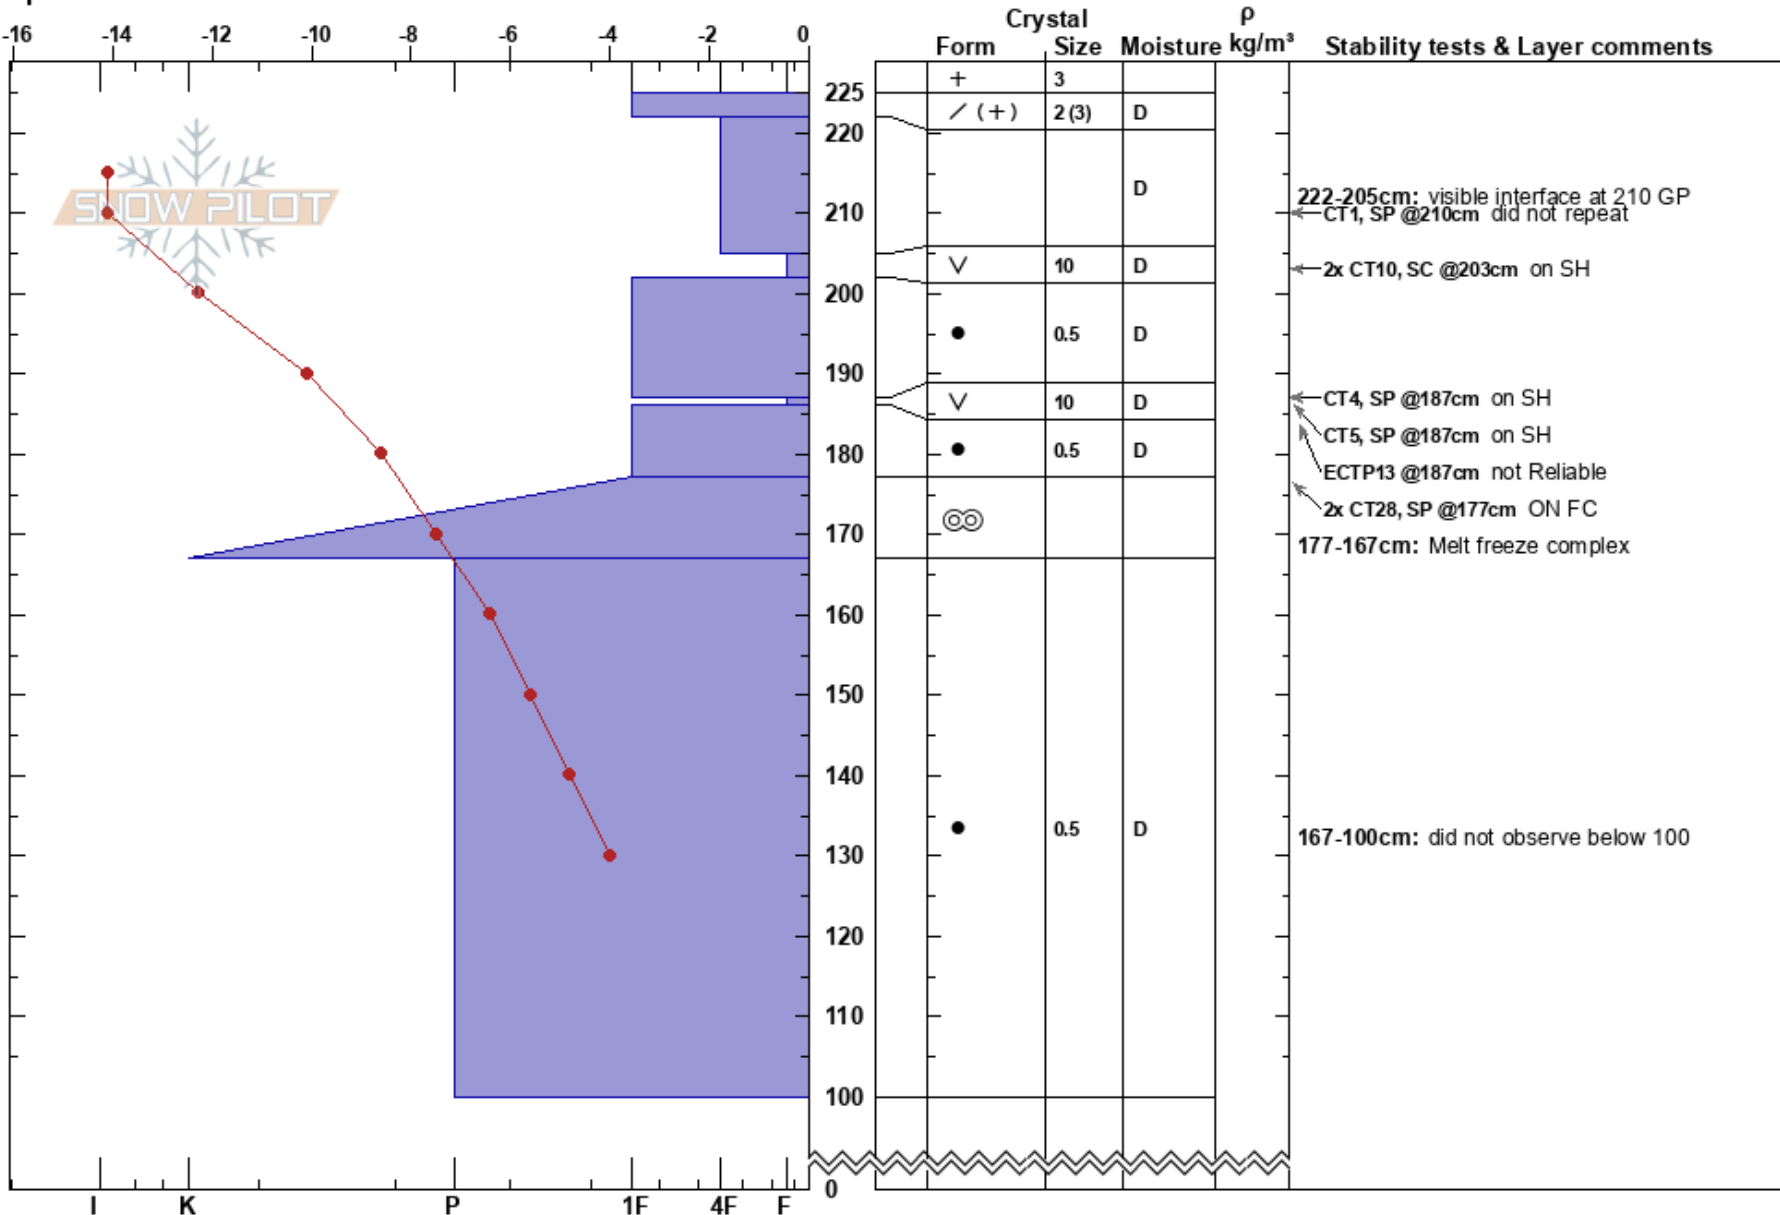 Crystal ρ
-16 -14 -12 -10 -8 -6 -4 -2 0 Form Size Moisture kg/m³ Stability tests & Layer comments
+ 3
225
/ (+) 2 (3) D
220
SNOW PILOT
D
222-205cm: visible interface at 210 GP
210 CT1, SP @210cm did not repeat
V 10 D 2x CT10, SC @203cm on SH
200
● 0.5 D
190
V 10 D CT4, SP @187cm on SH
CT5, SP @187cm on SH
180 ● 0.5 D
ECTP13 @187cm not Reliable
2x CT28, SP @177cm ON FC
170
177-167cm: Melt freeze complex
160
150
140
● 0.5 D 167-100cm: did not observe below 100
130
120
110
100
0
I K P 1F 4F F